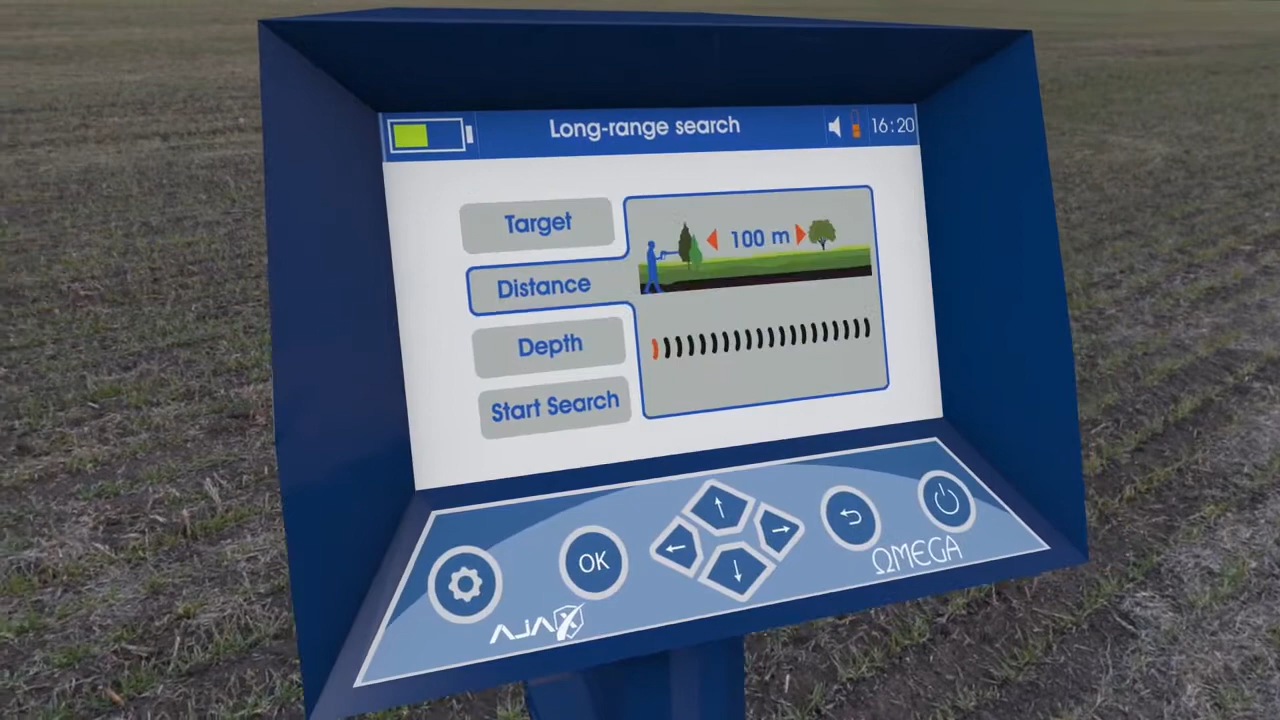 Long-range search
16:20
Target
100 m
Distance
Depth
Start Search
OK
AJAX
ΩMEGA